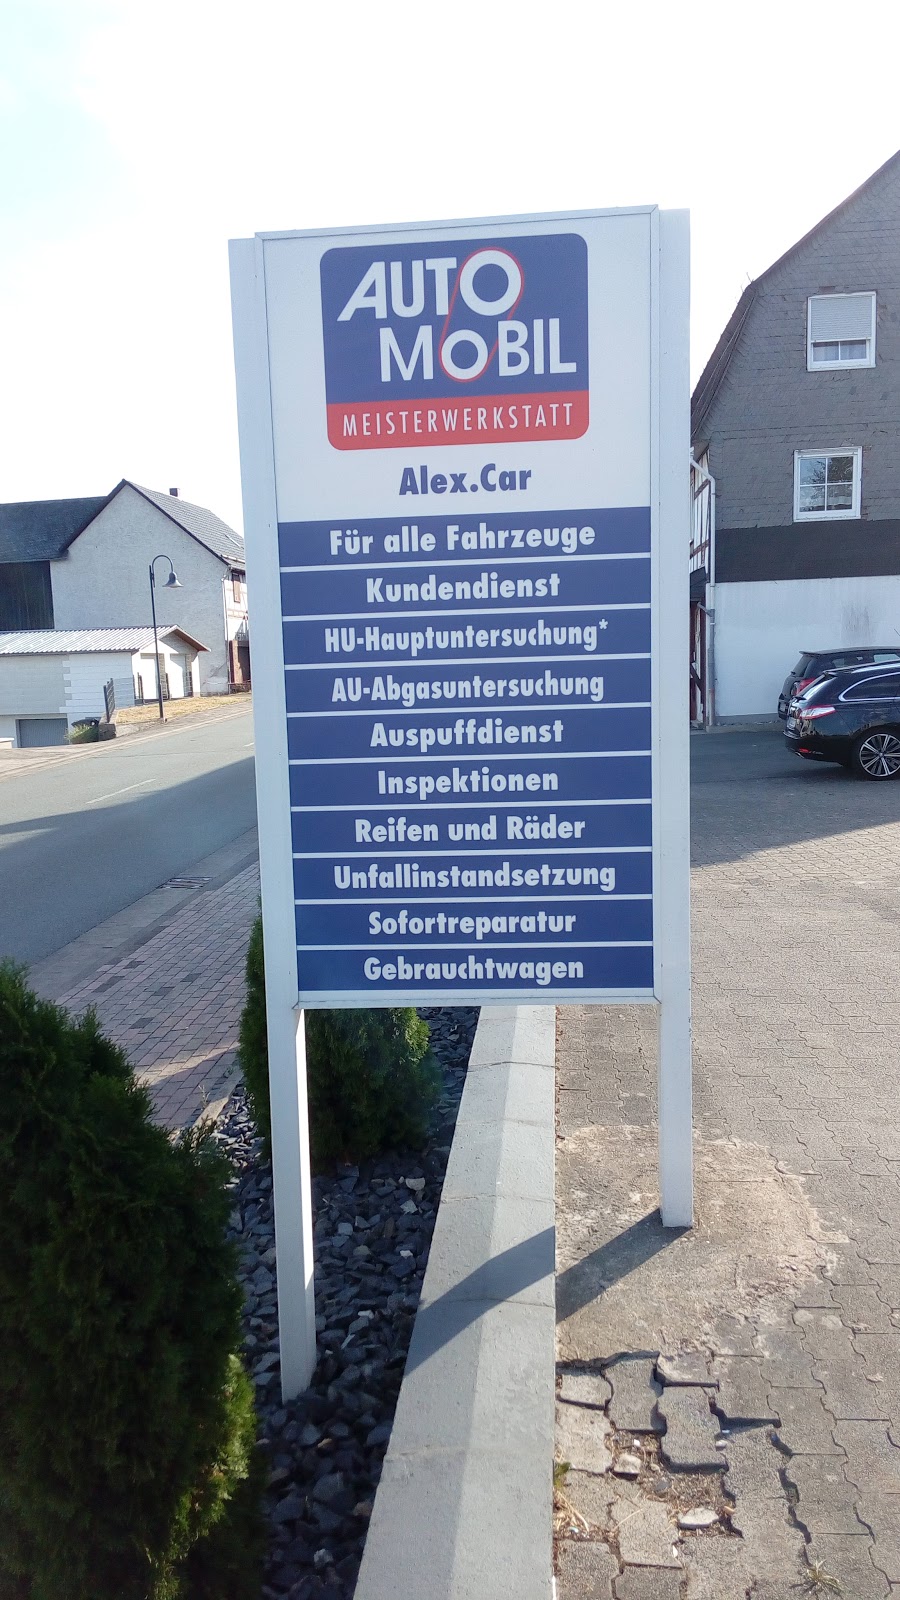 AUTO
MOBIL
MEISTERWERKSTATT
Alex.Car
Für alle Fahrzeuge
Kundendienst
HU-Hauptuntersuchung*
AU-Abgasuntersuchung
Auspuffdienst
Inspektionen
Reifen und Räder
Unfallinstandsetzung
Sofortreparatur
Gebrauchtwagen